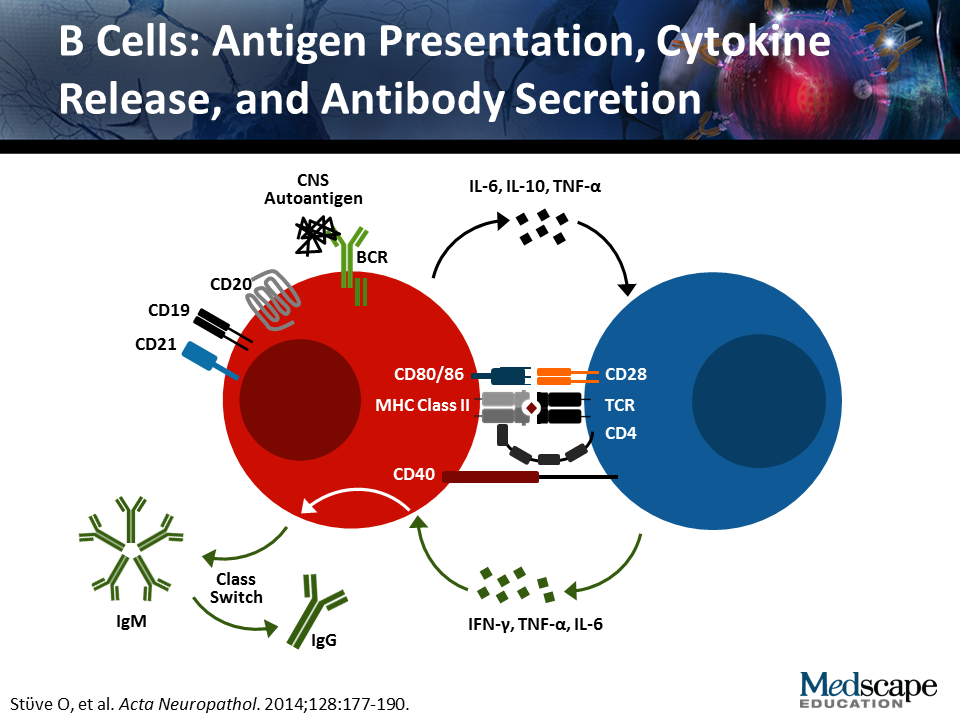 B Cells: Antigen Presentation, Cytokine
Release, and Antibody Secretion
CNS
Autoantigen
IL-6, IL-10, TNF-α
BCR
CD20
CD19
CD21
CD80/86
CD28
MHC Class II
TCR
CD4
CD40
Class
Switch
IgM
IgG
IFN-γ, TNF-α, IL-6
Medscape
EDUCATION
Stüve O, et al. Acta Neuropathol. 2014;128:177-190.